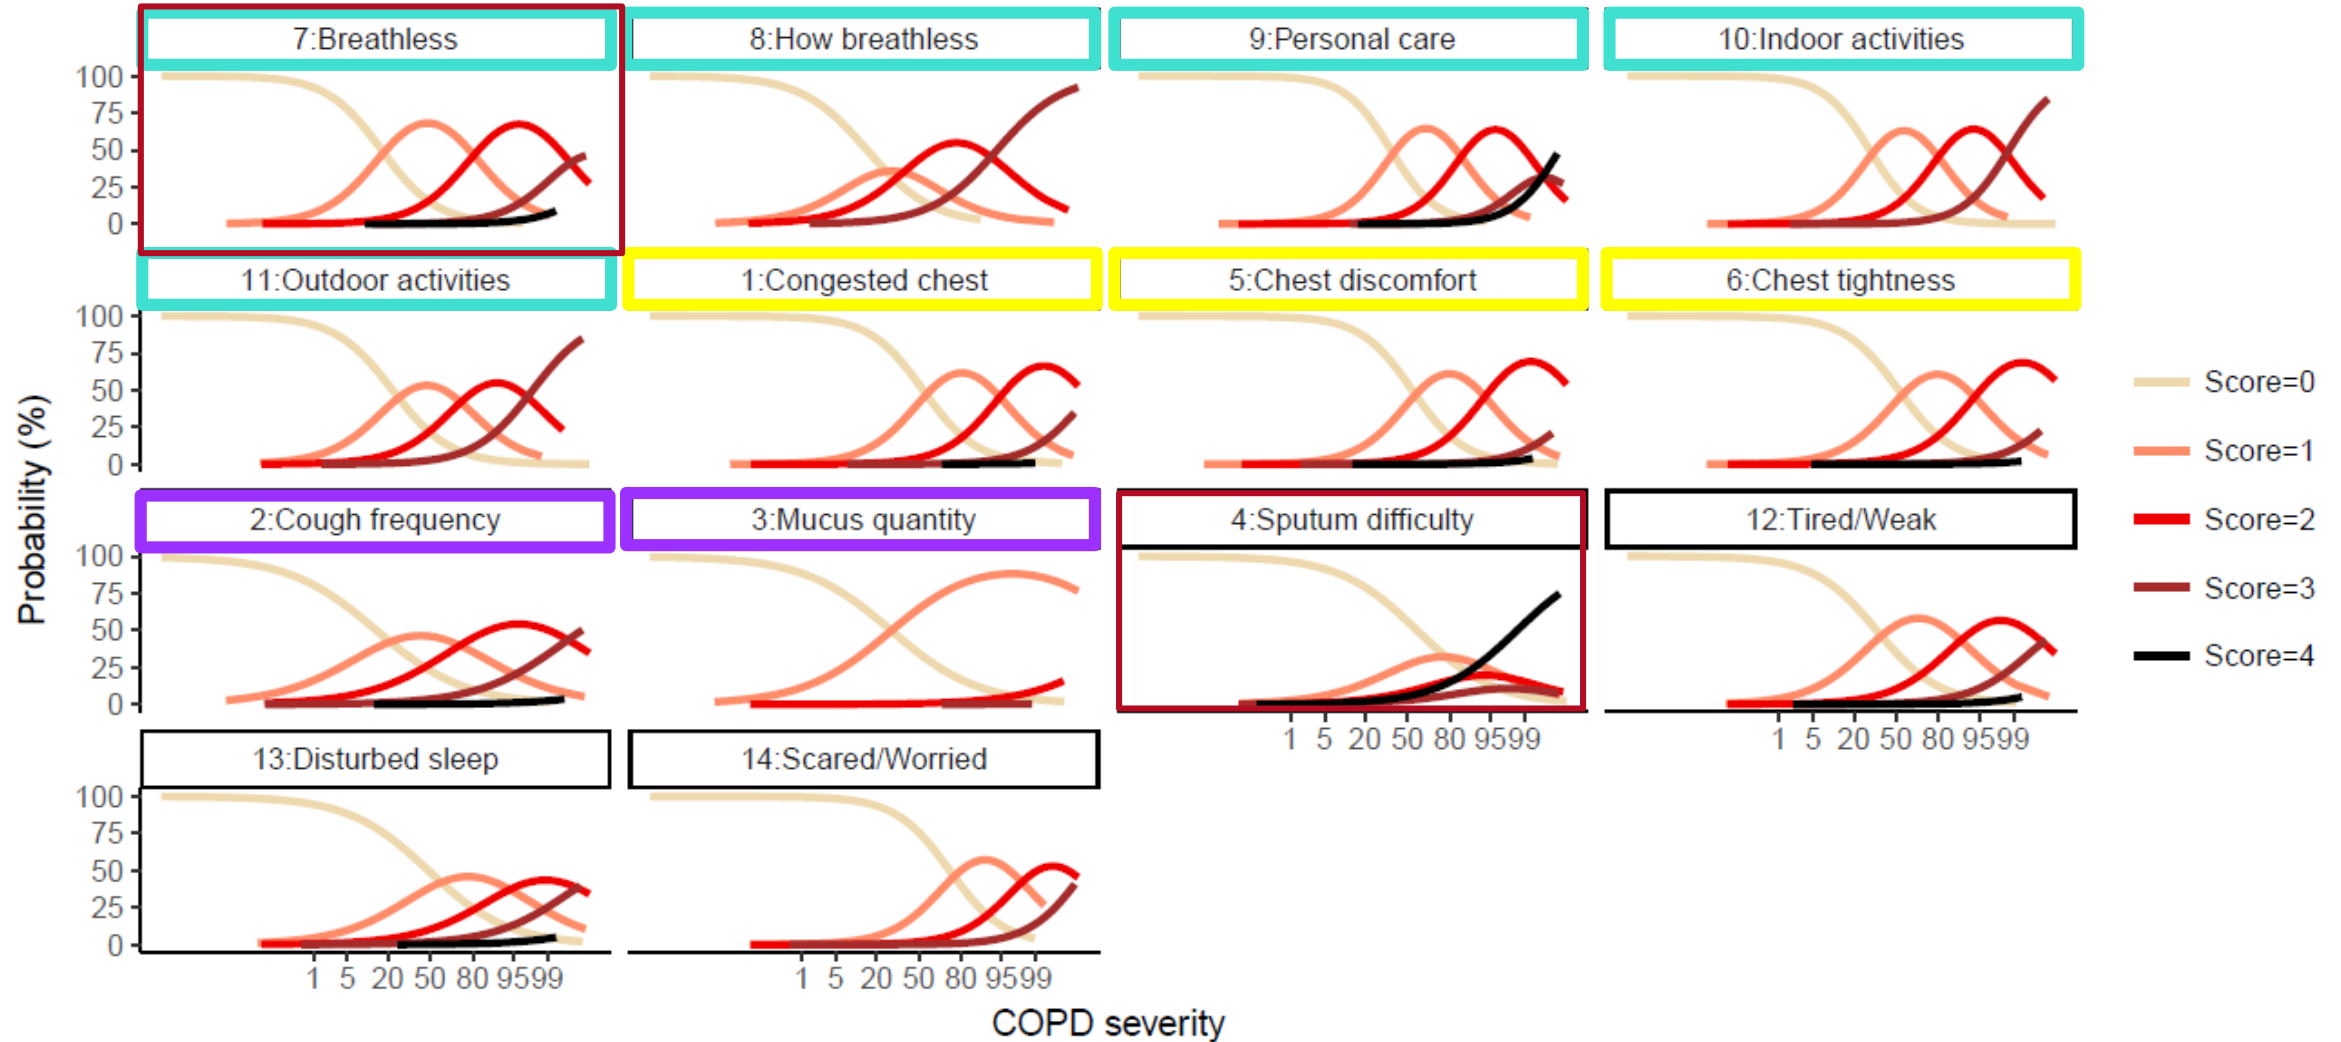 7:Breathless
8:How breathless
9:Personal care
10:Indoor activities
100
75
50
25
0
11:Outdoor activities
1:Congested chest
5:Chest discomfort
6:Chest tightness
100
75
50
25
0
2:Cough frequency
3:Mucus quantity
4:Sputum difficulty
12:Tired/Weak
100
75
50
25
0
1 5 20 50 80 9599
1 5 20 50 80 9599
13:Disturbed sleep
14:Scared/Worried
100
75
50
25
0
1 5 20 50 80 9599
1 5 20 50 80 9599
Probability (%)
COPD severity
Score=0
Score=1
Score=2
Score=3
Score=4